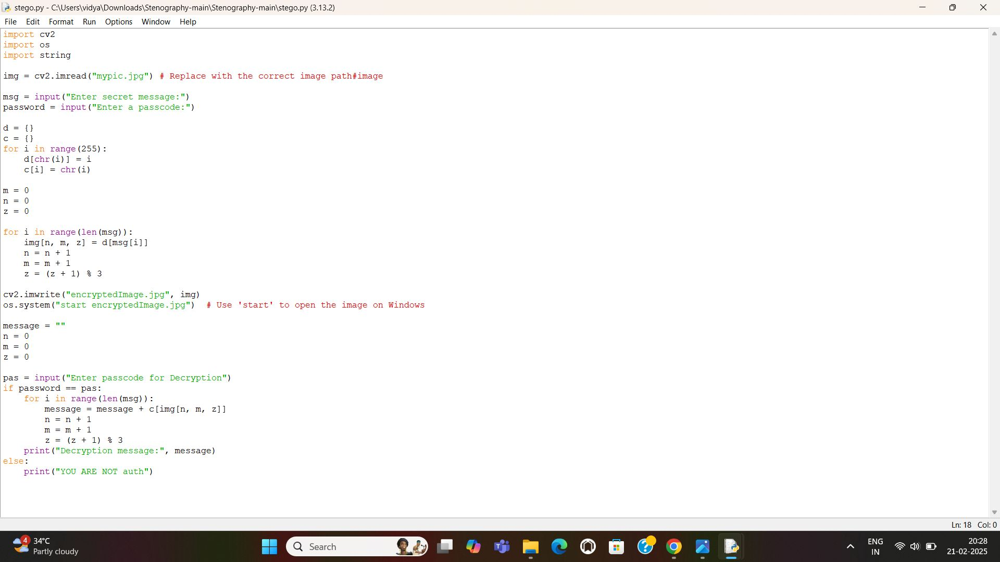 stego.py - C:\Users\vidya\Downloads\Stenography-main\Stenography-main\stego.py (3.13.2)
File Edit Format Run Options Window Help
import cv2
import os
import string

img = cv2.imread("mypic.jpg") # Replace with the correct image path#image

msg = input("Enter secret message:")
password = input("Enter a passcode:")

d = {}
c = {}
for i in range(255):
    d[chr(i)] = i
    c[i] = chr(i)

m = 0
n = 0
z = 0

for i in range(len(msg)):
    img[n, m, z] = d[msg[i]]
    n = n + 1
    m = m + 1
    z = (z + 1) % 3

cv2.imwrite("encryptedImage.jpg", img)
os.system("start encryptedImage.jpg")  # Use 'start' to open the image on Windows

message = ""
n = 0
m = 0
z = 0

pas = input("Enter passcode for Decryption")
if password == pas:
    for i in range(len(msg)):
        message = message + c[img[n, m, z]]
        n = n + 1
        m = m + 1
        z = (z + 1) % 3
    print("Decryption message:", message)
else:
    print("YOU ARE NOT auth")
Ln: 18 Col: 0
4
34°C
Partly cloudy
Search
ENG
IN
20:28
21-02-2025